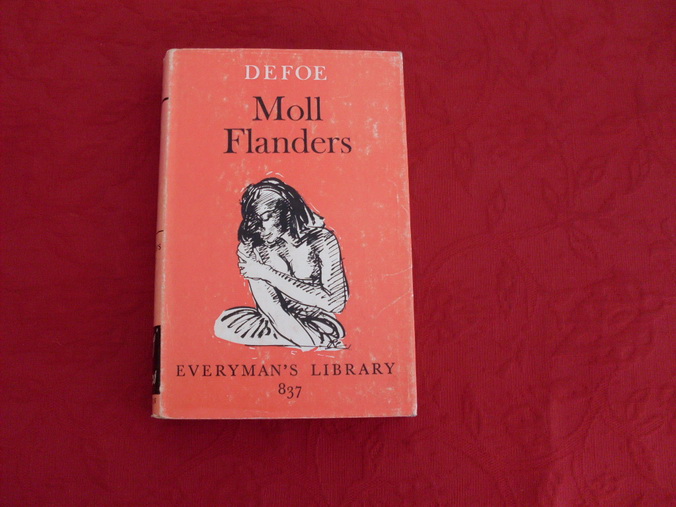 DEFOE
Moll
Flanders
EVERYMAN'S LIBRARY
837